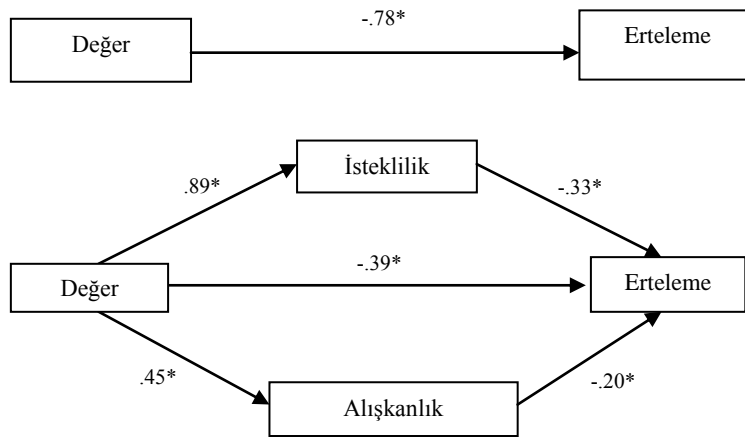 -.78*
Değer
Erteleme
İsteklilik
.89*
-.33*
-.39*
Değer
Erteleme
.45*
-.20*
Alışkanlık